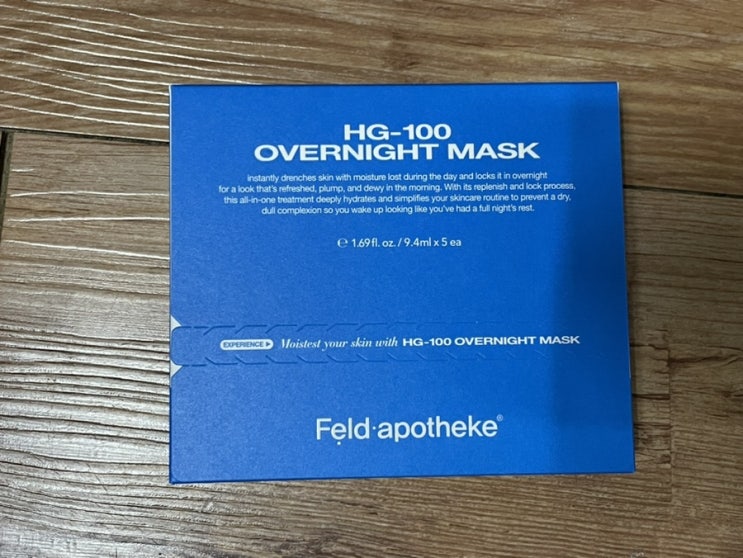 HG-100
OVERNIGHT MASK
instantly drenches skin with moisture lost during the day and locks it in overnight
for a look that's refreshed, plump, and dewy in the morning. With its replenish and lock process,
this all-in-one treatment deeply hydrates and simplifies your skincare routine to prevent a dry,
dull complexion so you wake up looking like you've had a full night's rest.
℮ 1.69 fl. oz. / 9.4ml x 5 ea
EXPERIENCE ▶ Moistest your skin with HG-100 OVERNIGHT MASK
Fẹld·apotheke®